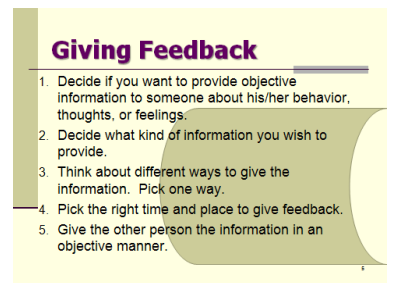 Giving Feedback
1. Decide if you want to provide objective
information to someone about his/her behavior,
thoughts, or feelings.
2. Decide what kind of information you wish to
provide.
3. Think about different ways to give the
information. Pick one way.
4. Pick the right time and place to give feedback.
5. Give the other person the information in an
objective manner.